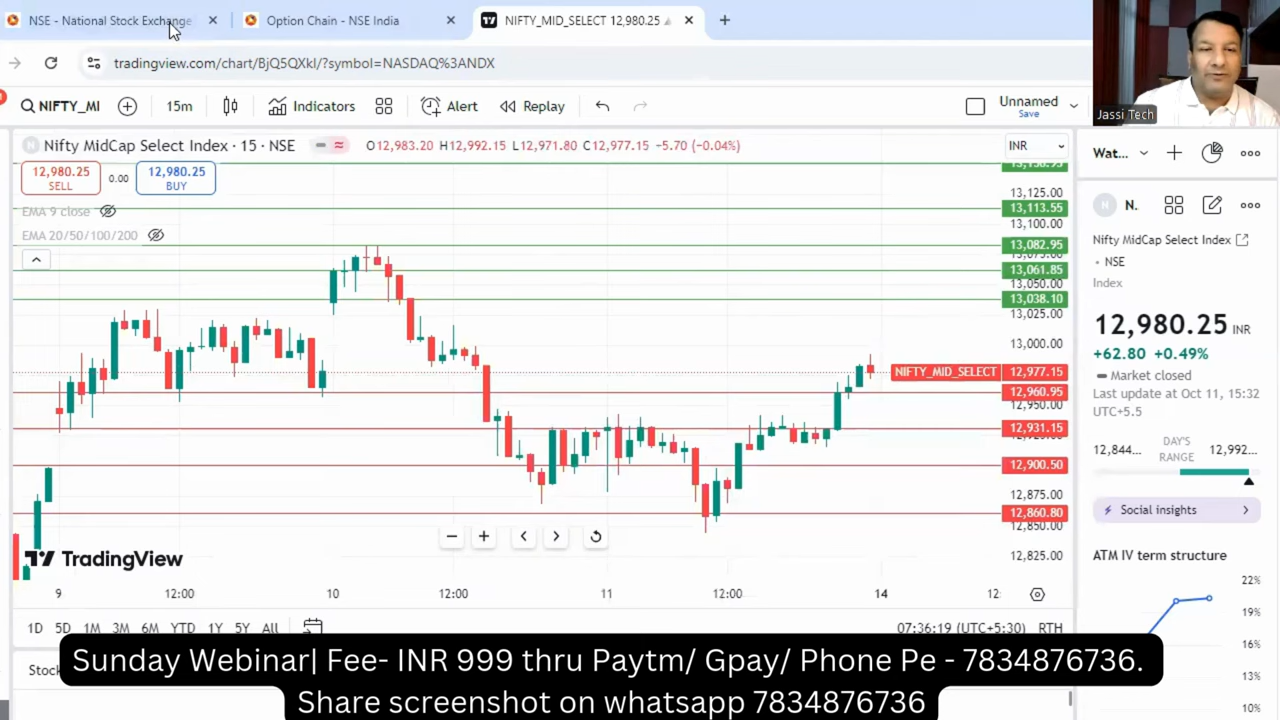 NSE - National Stock Exchange
Option Chain - NSE India
NIFTY_MID_SELECT 12,980.25
tradingview.com/chart/BjQ5QXkI/?symbol=NASDAQ%3ANDX
NIFTY_MI
15m
Indicators
Alert
Replay
Unnamed
Save
Jassi Tech
Nifty MidCap Select Index · 15 · NSE
O12,983.20 H12,992.15 L12,971.80 C12,977.15 -5.70 (-0.04%)
INR
Wat...
12,980.25
SELL
0.00
12,980.25
BUY
EMA 9 close
EMA 20/50/100/200
13,125.00
13,113.55
13,100.00
13,082.95
13,061.85
13,050.00
13,038.10
13,025.00
13,000.00
NIFTY_MID_SELECT 12,977.15
12,960.95
12,950.00
12,931.15
12,900.50
12,875.00
12,860.80
12,850.00
12,825.00
TradingView
9 12:00 10 12:00 11 12:00 14 12:
1D 5D 1M 3M 6M YTD 1Y 5Y All
07:36:19 (UTC+5:30) RTH
N.
Nifty MidCap Select Index
• NSE
Index
12,980.25 INR
+62.80 +0.49%
Market closed
Last update at Oct 11, 15:32
UTC+5.5
12,844... DAY'S RANGE 12,992...
Social insights
ATM IV term structure
22%
19%
16%
13%
10%
Stock
Sunday Webinar| Fee- INR 999 thru Paytm/ Gpay/ Phone Pe - 7834876736.
Share screenshot on whatsapp 7834876736